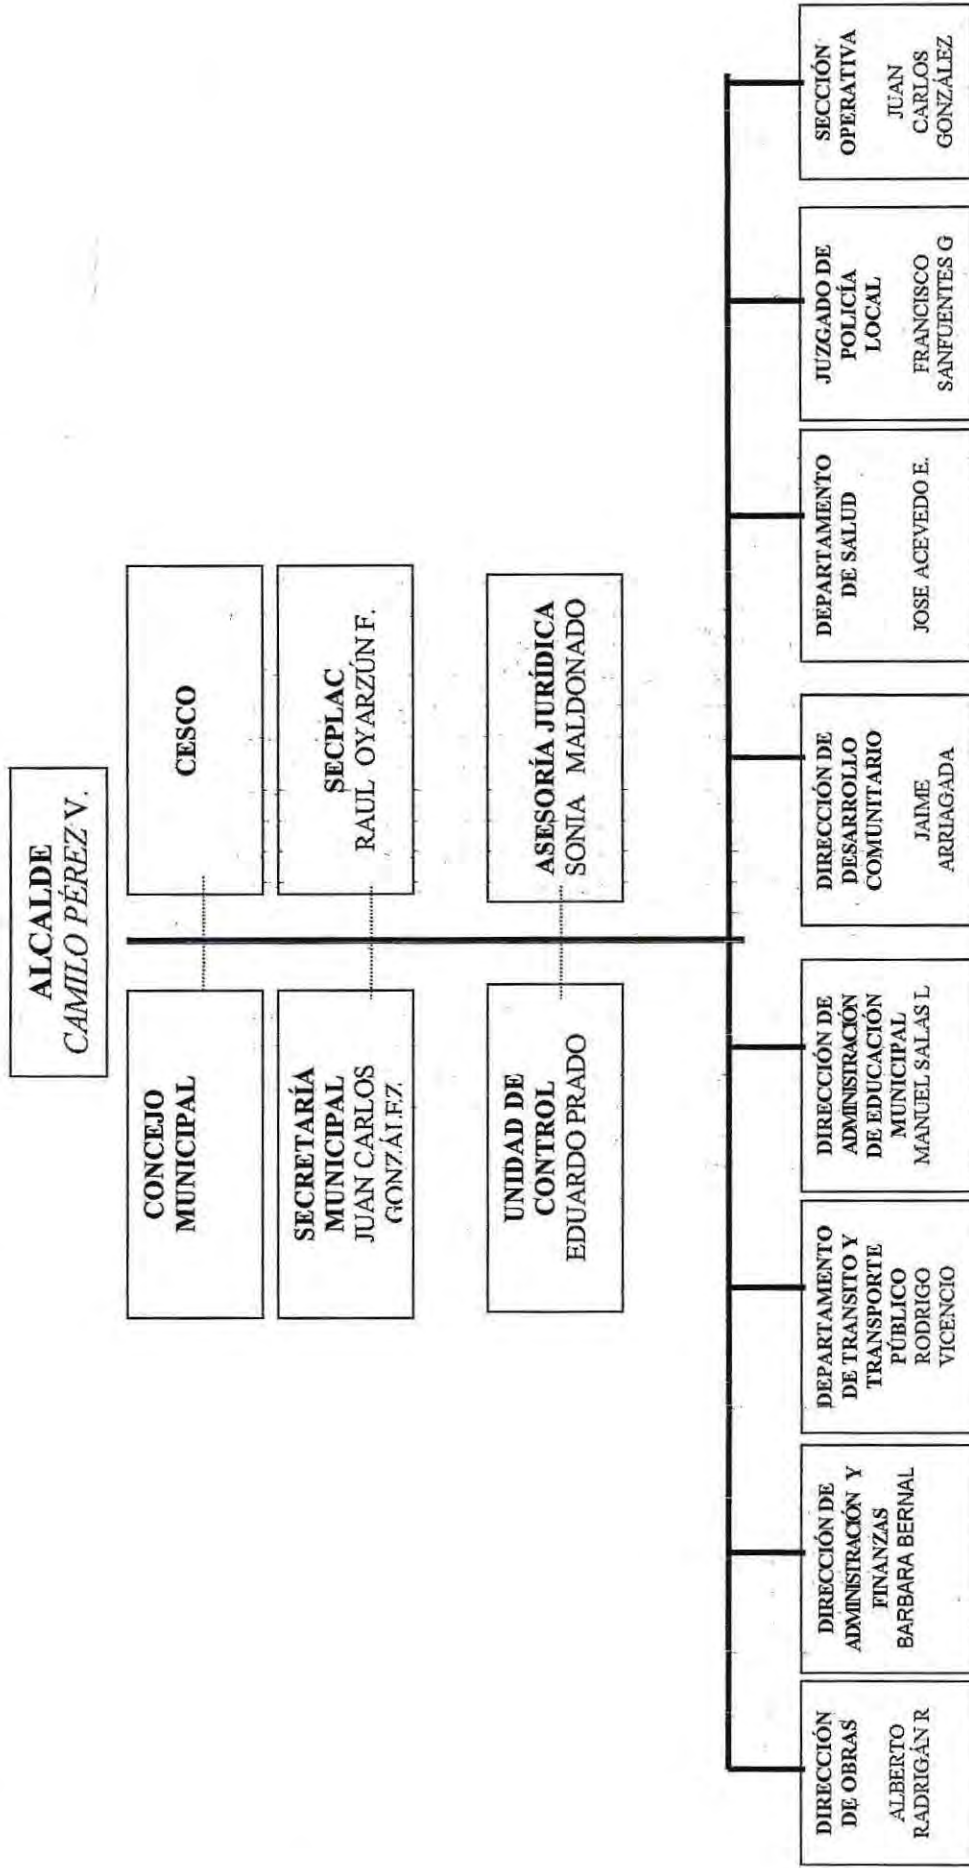 ALCALDE
CAMILO PÉREZ V.
CONCEJO
MUNICIPAL
CESCO
SECRETARÍA
MUNICIPAL
JUAN CARLOS
GONZÁLEZ
SECPLAC
RAUL OYARZÚN F.
UNIDAD DE
CONTROL
EDUARDO PRADO
ASESORÍA JURÍDICA
SONIA MALDONADO
DIRECCIÓN
DE OBRAS
ALBERTO
RADRIGÁN R
DIRECCIÓN DE
ADMINISTRACIÓN Y
FINANZAS
BARBARA BERNAL
DEPARTAMENTO
DE TRANSITO Y
TRANSPORTE
PÚBLICO
RODRIGO
VICENCIO
DIRECCIÓN DE
ADMINISTRACIÓN
DE EDUCACIÓN
MUNICIPAL
MANUEL SALAS L
DIRECCIÓN DE
DESARROLLO
COMUNITARIO
JAIME
ARRIAGADA
DEPARTAMENTO
DE SALUD
JOSE ACEVEDO E.
JUZGADO DE
POLICÍA
LOCAL
FRANCISCO
SANFUENTES G
SECCIÓN
OPERATIVA
JUAN
CARLOS
GONZÁLEZ